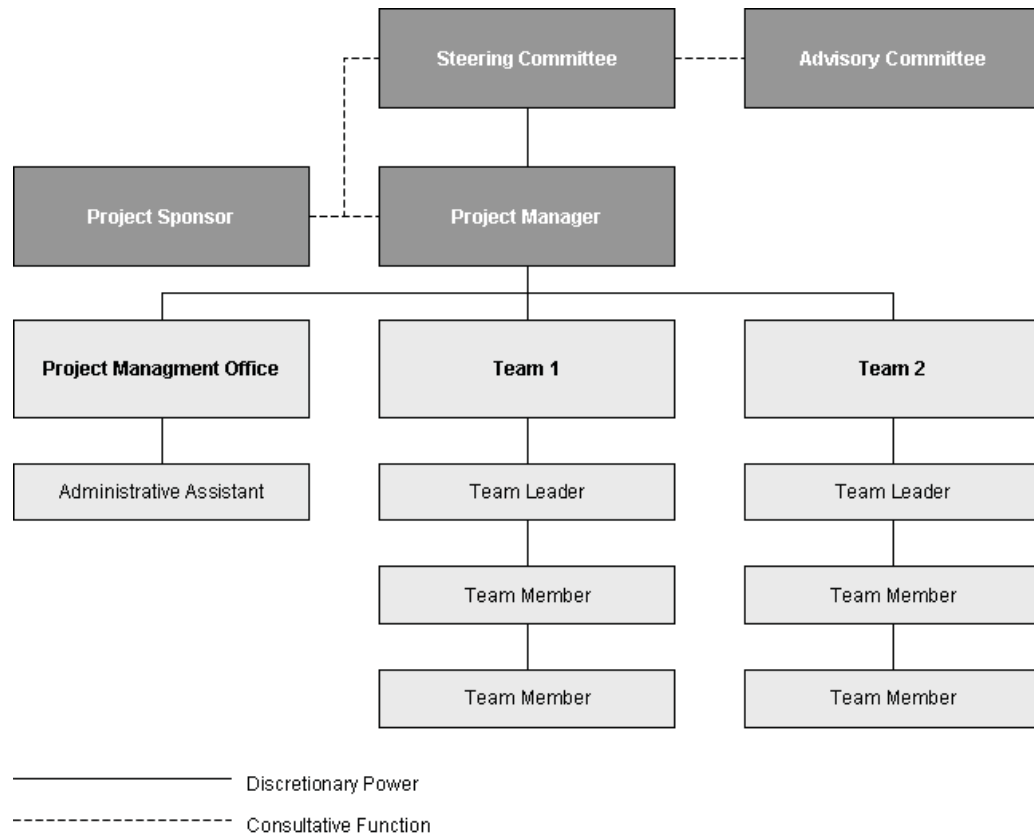 Steering Committee
Advisory Committee
Project Sponsor
Project Manager
Project Managment Office
Team 1
Team 2
Administrative Assistant
Team Leader
Team Leader
Team Member
Team Member
Team Member
Team Member
Discretionary Power
Consultative Function